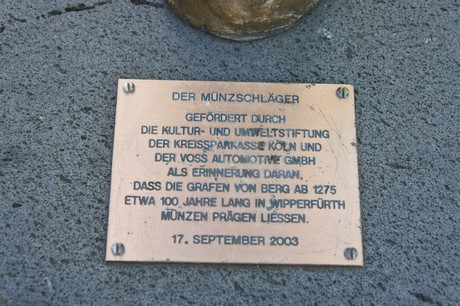 DER MÜNZSCHLÄGER
GEFÖRDERT DURCH
DIE KULTUR- UND UMWELTSTIFTUNG
DER KREISSPARKASSE KÖLN UND
DER VOSS AUTOMOTIVE GMBH
ALS ERINNERUNG DARAN,
DASS DIE GRAFEN VON BERG AB 1275
ETWA 100 JAHRE LANG IN WIPPERFÜRTH
MÜNZEN PRÄGEN LIESSEN.
17. SEPTEMBER 2003